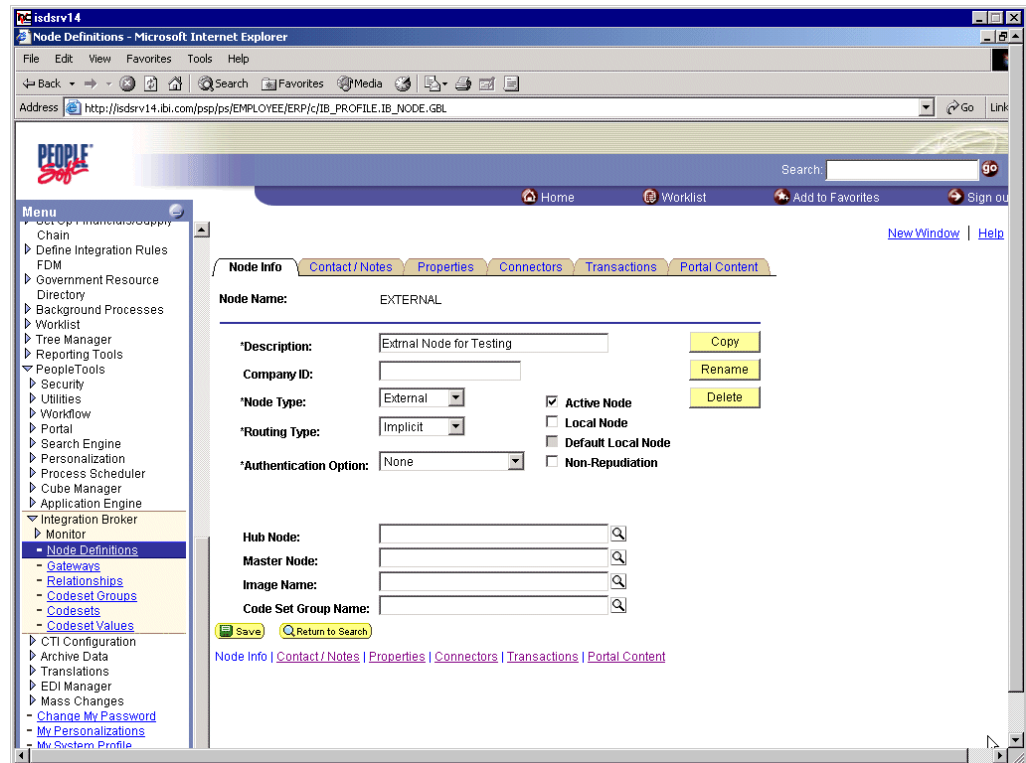 isdsrv14
Node Definitions - Microsoft Internet Explorer
File Edit View Favorites Tools Help
Back Search Favorites Media
Address http://isdsrv14.ibi.com/psp/ps/EMPLOYEE/ERP/c/IB_PROFILE.IB_NODE.GBL Go Link
PEOPLE Soft
Search: go
Home Worklist Add to Favorites Sign ou
Menu
Chain
Define Integration Rules
FDM
Government Resource
Directory
Background Processes
Worklist
Tree Manager
Reporting Tools
PeopleTools
Security
Utilities
Workflow
Portal
Search Engine
Personalization
Process Scheduler
Cube Manager
Application Engine
Integration Broker
Monitor
Node Definitions
Gateways
Relationships
Codeset Groups
Codesets
Codeset Values
CTI Configuration
Archive Data
Translations
EDI Manager
Mass Changes
Change My Password
My Personalizations
My System Profile
New Window | Help
Node Info Contact / Notes Properties Connectors Transactions Portal Content
Node Name: EXTERNAL
*Description: Extrnal Node for Testing Copy
Company ID: Rename
*Node Type: External Active Node Delete
Local Node
*Routing Type: Implicit
Default Local Node
*Authentication Option: None Non-Repudiation
Hub Node:
Master Node:
Image Name:
Code Set Group Name:
Save Return to Search
Node Info | Contact / Notes | Properties | Connectors | Transactions | Portal Content